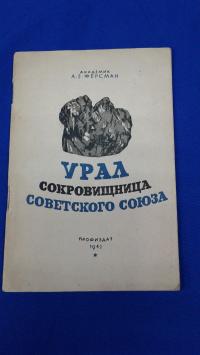 АКАДЕМИК
А. Е. ФЕРСМАН
УРАЛ
СОКРОВИЩНИЦА
СОВЕТСКОГО СОЮЗА
ПРОФИЗДАТ